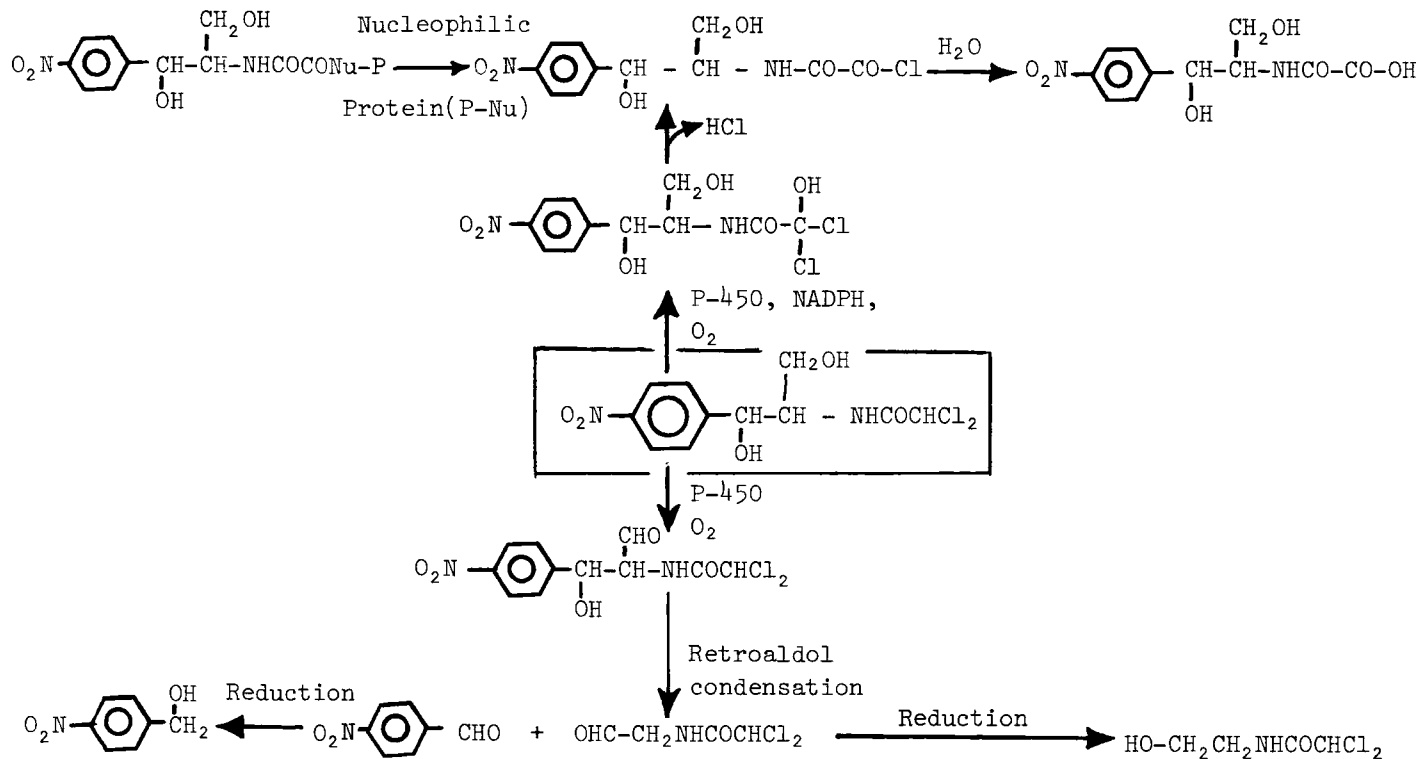 CH₂OH
O₂N CH-CH-NHCOCONu-P
OH
Nucleophilic
Protein(P-Nu)
CH₂OH
O₂N CH - CH - NH-CO-CO-Cl
OH
H₂O
CH₂OH
O₂N CH-CH-NHCO-CO-OH
OH
HCl
CH₂OH OH
O₂N CH-CH- NHCO-C-Cl
OH Cl
P-450, NADPH,
O₂
CH₂OH
O₂N CH-CH - NHCOCHCl₂
OH
P-450
O₂
CHO
O₂N CH-CH-NHCOCHCl₂
OH
Retroaldol
condensation
OH
O₂N CH₂
Reduction
O₂N CHO + OHC-CH₂NHCOCHCl₂
Reduction
HO-CH₂CH₂NHCOCHCl₂